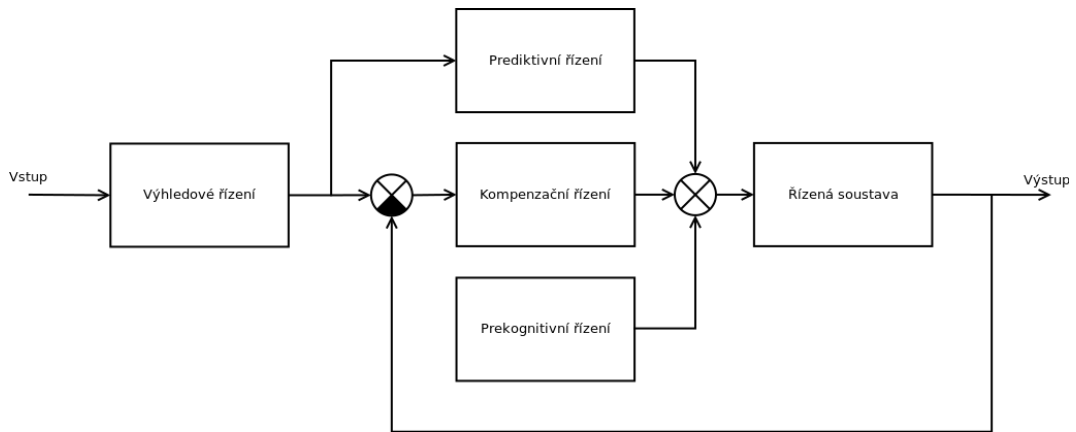 Prediktivní řízení
Vstup
Výhledové řízení
Kompenzační řízení
Řízená soustava
Výstup
Prekognitivní řízení